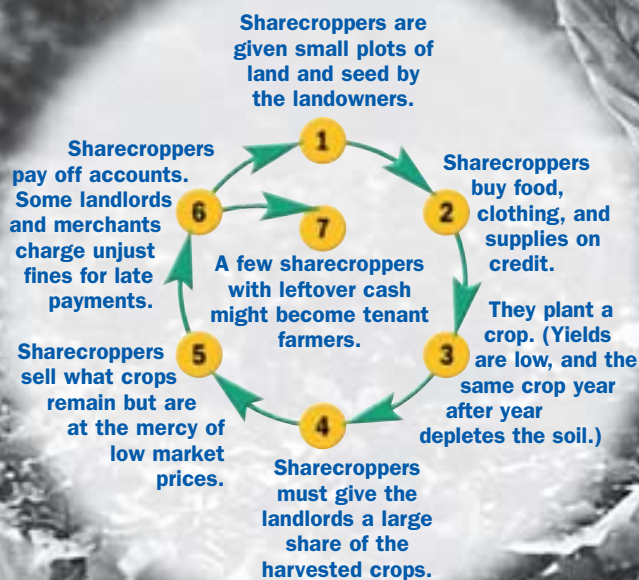 1
Sharecroppers are
given small plots of
land and seed by
the landowners.
2
Sharecroppers
buy food,
clothing, and
supplies on
credit.
3
They plant a
crop. (Yields
are low, and the
same crop year
after year
depletes the soil.)
4
Sharecroppers
must give the
landlords a large
share of the
harvested crops.
5
Sharecroppers
sell what crops
remain but are
at the mercy of
low market
prices.
6
Sharecroppers
pay off accounts.
Some landlords
and merchants
charge unjust
fines for late
payments.
7
A few sharecroppers
with leftover cash
might become tenant
farmers.